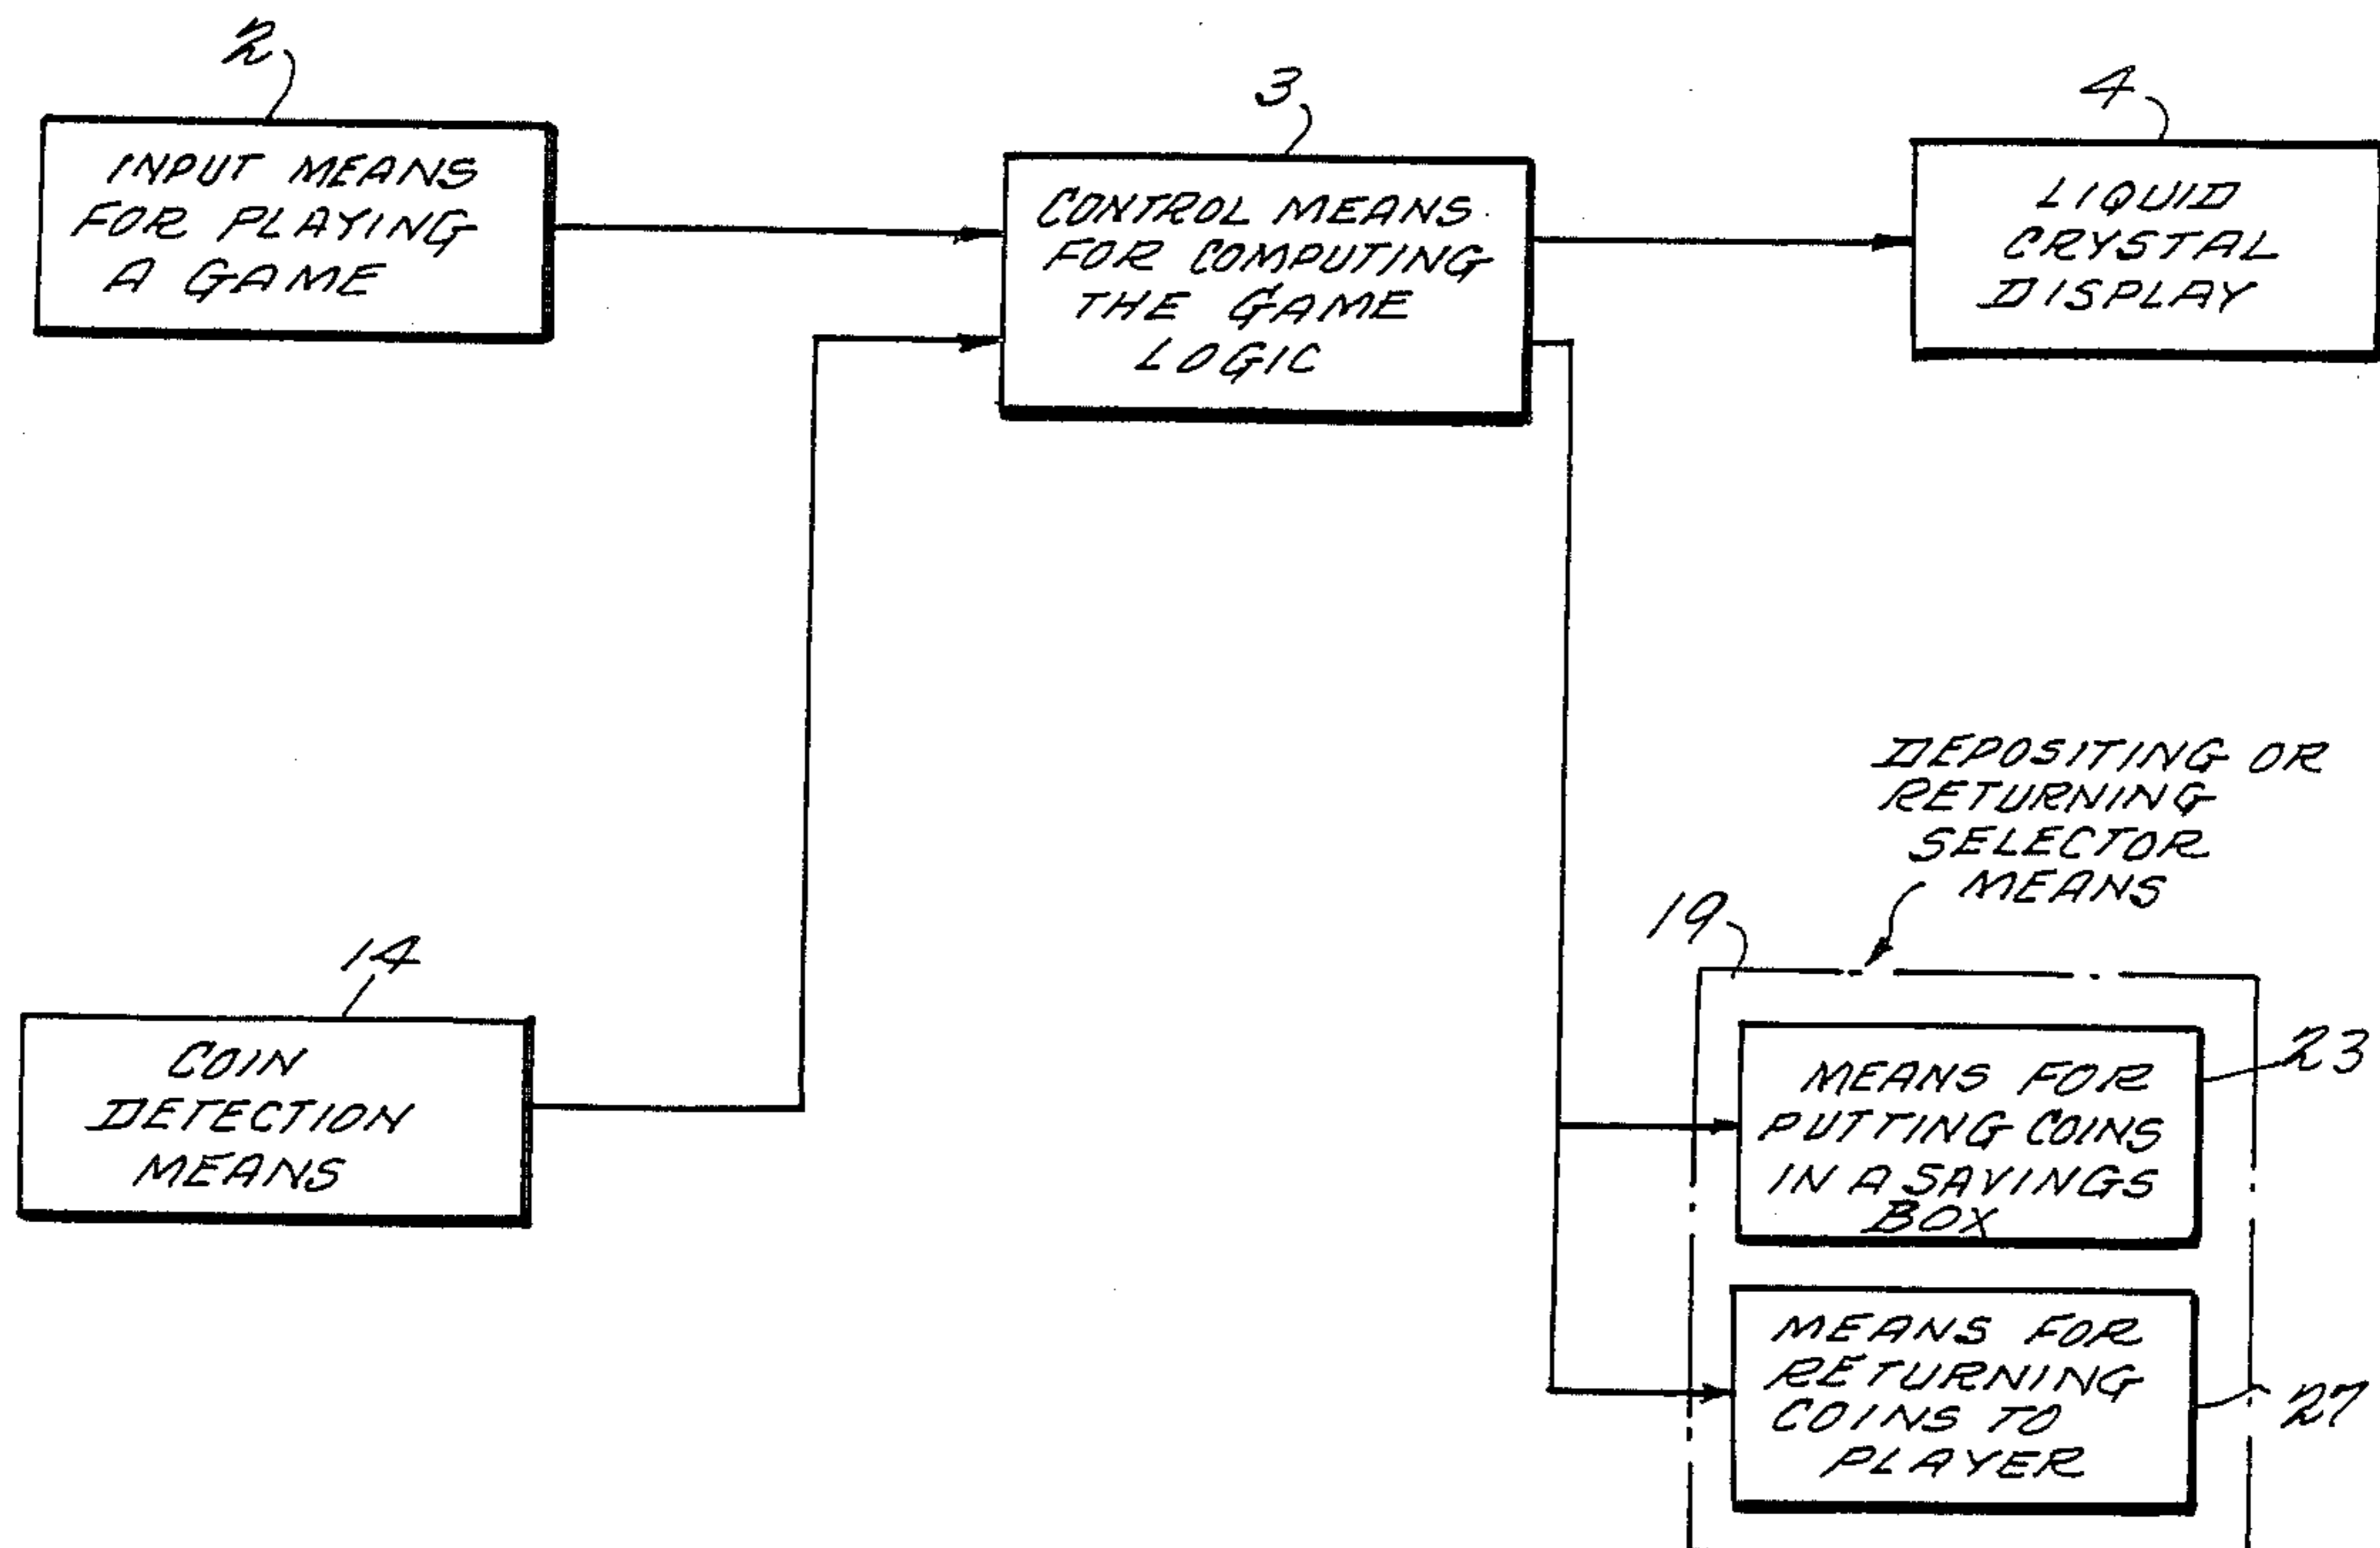 2
INPUT MEANS
FOR PLAYING
A GAME
3
CONTROL MEANS
FOR COMPUTING
THE GAME
LOGIC
4
LIQUID
CRYSTAL
DISPLAY
14
COIN
DETECTION
MEANS
DEPOSITING OR
RETURNING
SELECTOR
MEANS
19
23
MEANS FOR
PUTTING COINS
IN A SAVINGS
BOX
27
MEANS FOR
RETURNING
COINS TO
PLAYER